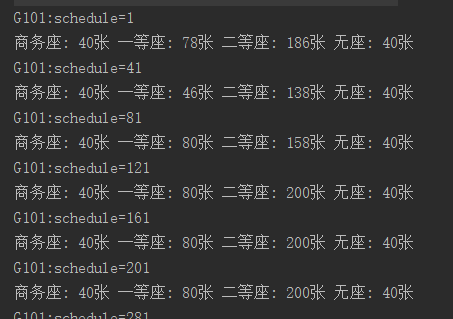 G101:schedule=1
商务座: 40张 一等座: 78张 二等座: 186张 无座: 40张
G101:schedule=41
商务座: 40张 一等座: 46张 二等座: 138张 无座: 40张
G101:schedule=81
商务座: 40张 一等座: 80张 二等座: 158张 无座: 40张
G101:schedule=121
商务座: 40张 一等座: 80张 二等座: 200张 无座: 40张
G101:schedule=161
商务座: 40张 一等座: 80张 二等座: 200张 无座: 40张
G101:schedule=201
商务座: 40张 一等座: 80张 二等座: 200张 无座: 40张
G101:schedule=281